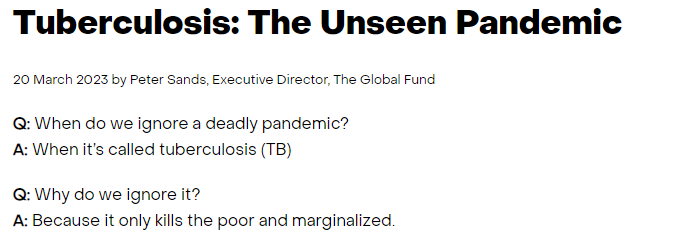 Tuberculosis: The Unseen Pandemic
20 March 2023 by Peter Sands, Executive Director, The Global Fund
Q: When do we ignore a deadly pandemic?
A: When it’s called tuberculosis (TB)
Q: Why do we ignore it?
A: Because it only kills the poor and marginalized.